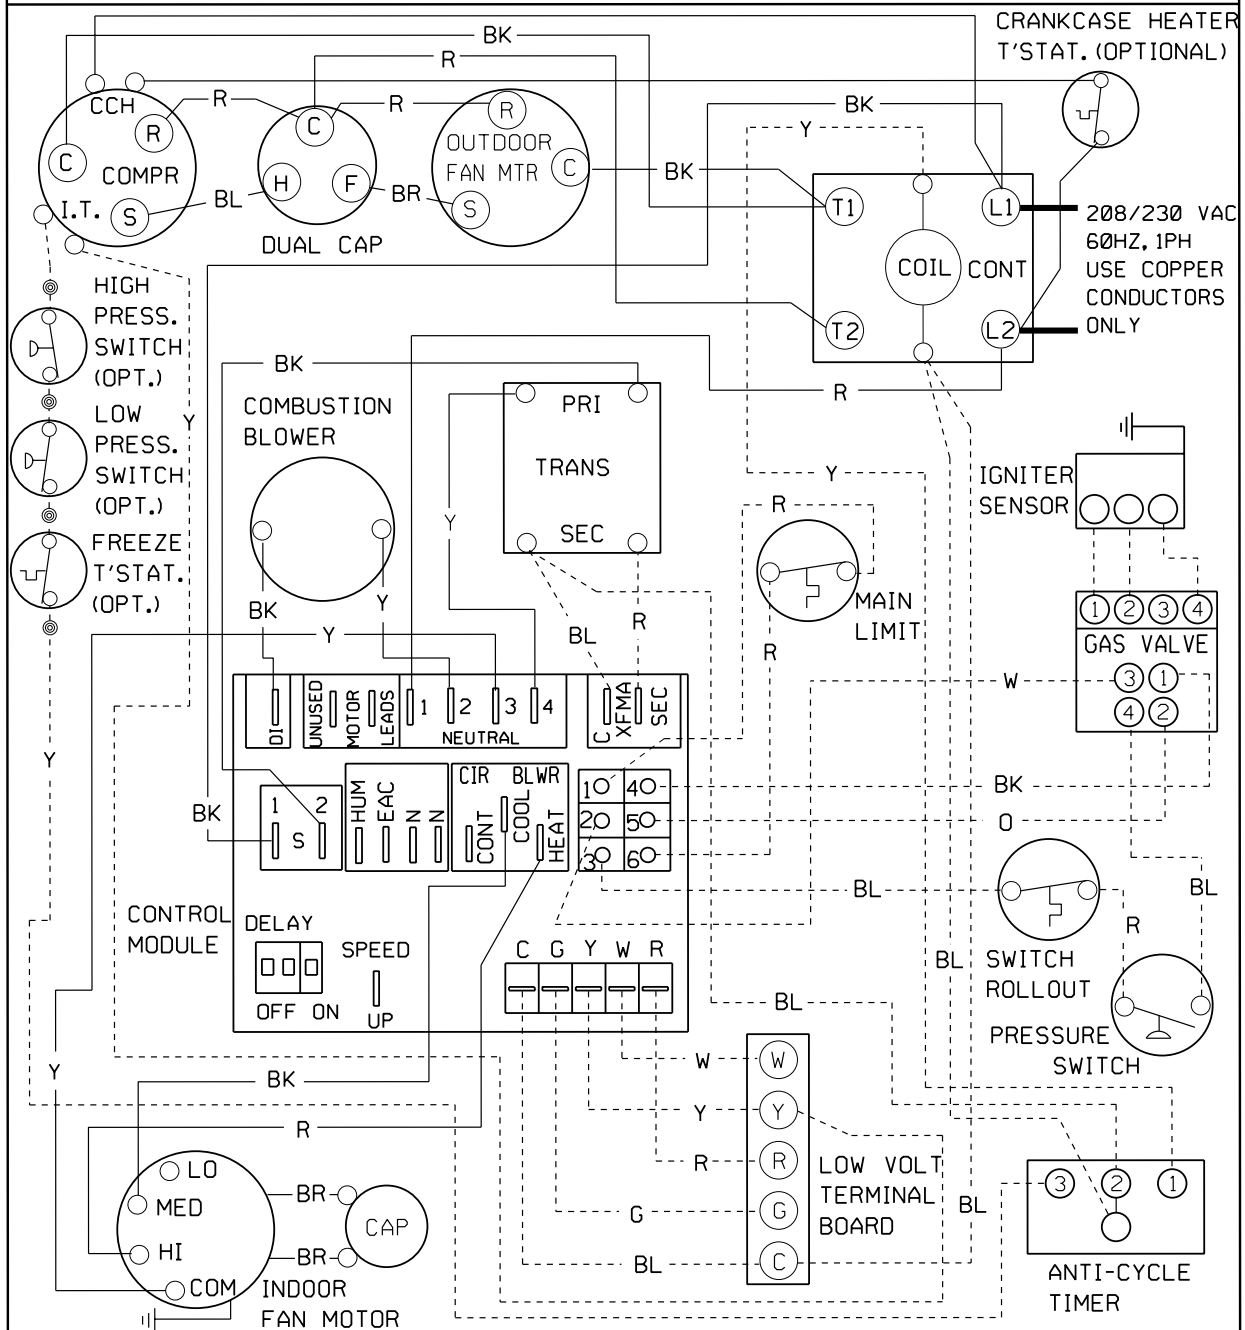 CRANKCASE HEATER
T'STAT. (OPTIONAL)
BK
R
CCH
R
C
COMPR
I.T.
S
R
C
H
F
DUAL CAP
BL
R
BR
R
OUTDOOR
FAN MTR
C
S
BK
BK
Y
T1
L1
COIL
CONT
T2
L2
208/230 VAC
60HZ, 1PH
USE COPPER
CONDUCTORS
ONLY
R
HIGH
PRESS.
SWITCH
(OPT.)
LOW
PRESS.
SWITCH
(OPT.)
FREEZE
T'STAT.
(OPT.)
Y
BK
COMBUSTION
BLOWER
BK
Y
Y
Y
PRI
TRANS
SEC
BL
R
Y
R
MAIN
LIMIT
R
IGNITER
SENSOR
1
2
3
4
GAS VALVE
3
1
4
2
W
BK
O
BL
Y
BK
DI
UNUSED
MOTOR
LEADS
1
2
3
4
NEUTRAL
C
XFMA
SEC
1
2
S
HUM
EAC
N
N
CIR
BLWR
CONT
COOL
HEAT
1
4
2
5
3
6
CONTROL
MODULE
DELAY
OFF ON
SPEED
UP
C G Y W R
BL
R
BL
SWITCH
ROLLOUT
PRESSURE
SWITCH
BL
W
Y
R
G
BL
W
Y
R
G
C
LOW VOLT
TERMINAL
BOARD
BL
3
2
1
ANTI-CYCLE
TIMER
Y
BK
R
LO
MED
HI
COM
BR
BR
CAP
INDOOR
FAN MOTOR